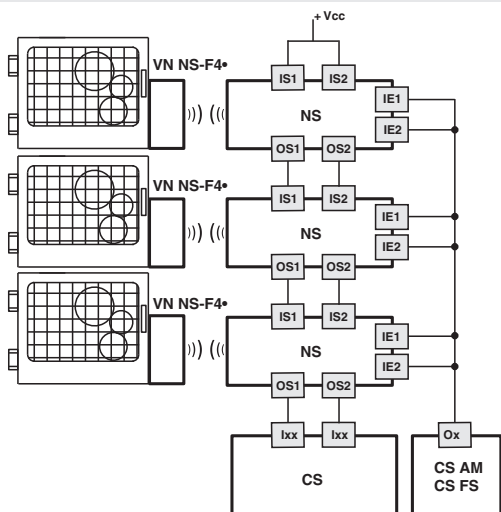 + Vcc
VN NS-F4•
IS1 IS2
NS
IE1
IE2
OS1 OS2
VN NS-F4•
IS1 IS2
NS
IE1
IE2
OS1 OS2
VN NS-F4•
IS1 IS2
NS
IE1
IE2
OS1 OS2
Ixx Ixx
Ox
CS
CS AM
CS FS